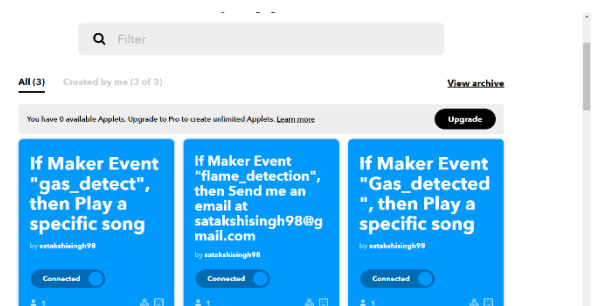 Filter
All (3) Created by me (3 of 3) View archive
You have 0 available Applets. Upgrade to Pro to create unlimited Applets. Learn more Upgrade
If Maker Event
"gas_detect",
then Play a
specific song
by satakshisingh98
Connected
1
If Maker Event
"flame_detection",
then Send me an
email at
satakshisingh98@g
mail.com
by satakshisingh98
Connected
1
If Maker Event
"Gas_detected
", then Play a
specific song
by satakshisingh98
Connected
1